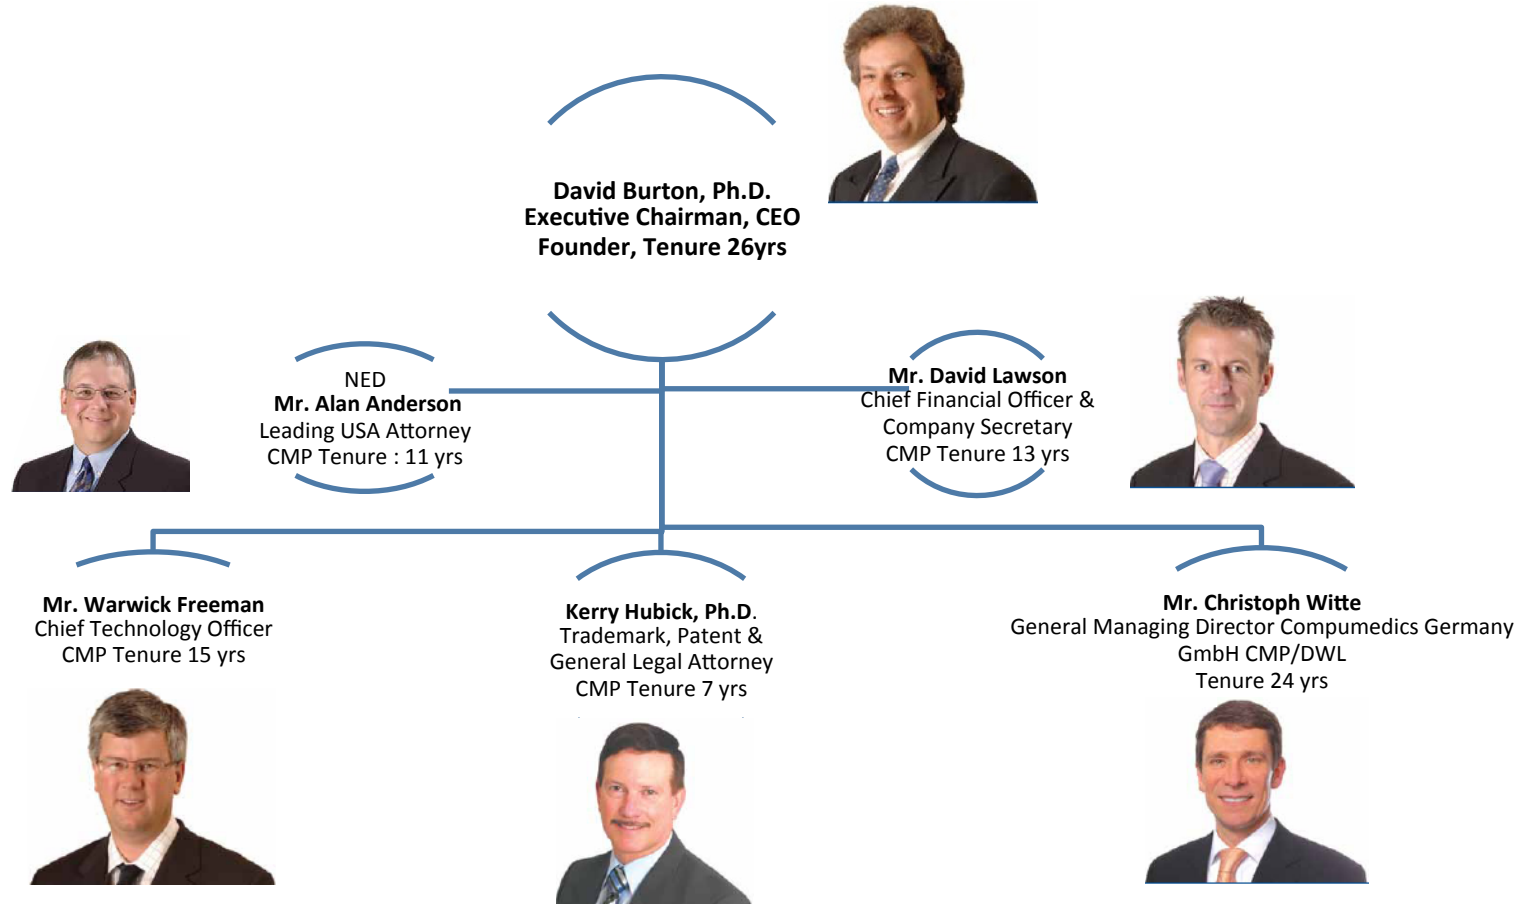 David Burton, Ph.D.
Executive Chairman, CEO
Founder, Tenure 26yrs
NED
Mr. Alan Anderson
Leading USA Attorney
CMP Tenure : 11 yrs
Mr. David Lawson
Chief Financial Officer &
Company Secretary
CMP Tenure 13 yrs
Mr. Warwick Freeman
Chief Technology Officer
CMP Tenure 15 yrs
Kerry Hubick, Ph.D.
Trademark, Patent &
General Legal Attorney
CMP Tenure 7 yrs
Mr. Christoph Witte
General Managing Director Compumedics Germany
GmbH CMP/DWL
Tenure 24 yrs